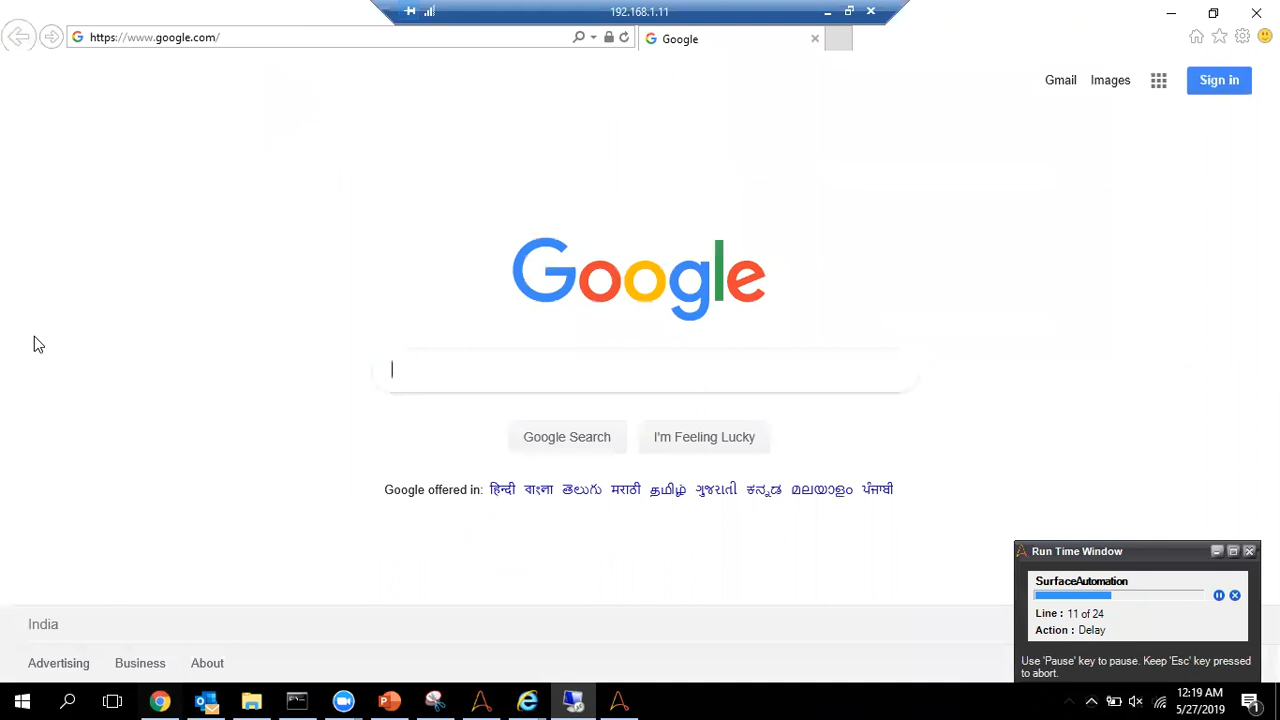 192.168.1.11
https://www.google.com/
Google
Gmail Images Sign in
Google
Google Search I'm Feeling Lucky
Google offered in: हिन्दी বাংলা తెలుగు मराठी தமிழ் ગુજરાતી ಕನ್ನಡ മലയാളം ਪੰਜਾਬੀ
Run Time Window
SurfaceAutomation
Line : 11 of 24
Action : Delay
Use 'Pause' key to pause. Keep 'Esc' key pressed
to abort.
India
Advertising Business About
12:19 AM
5/27/2019
1